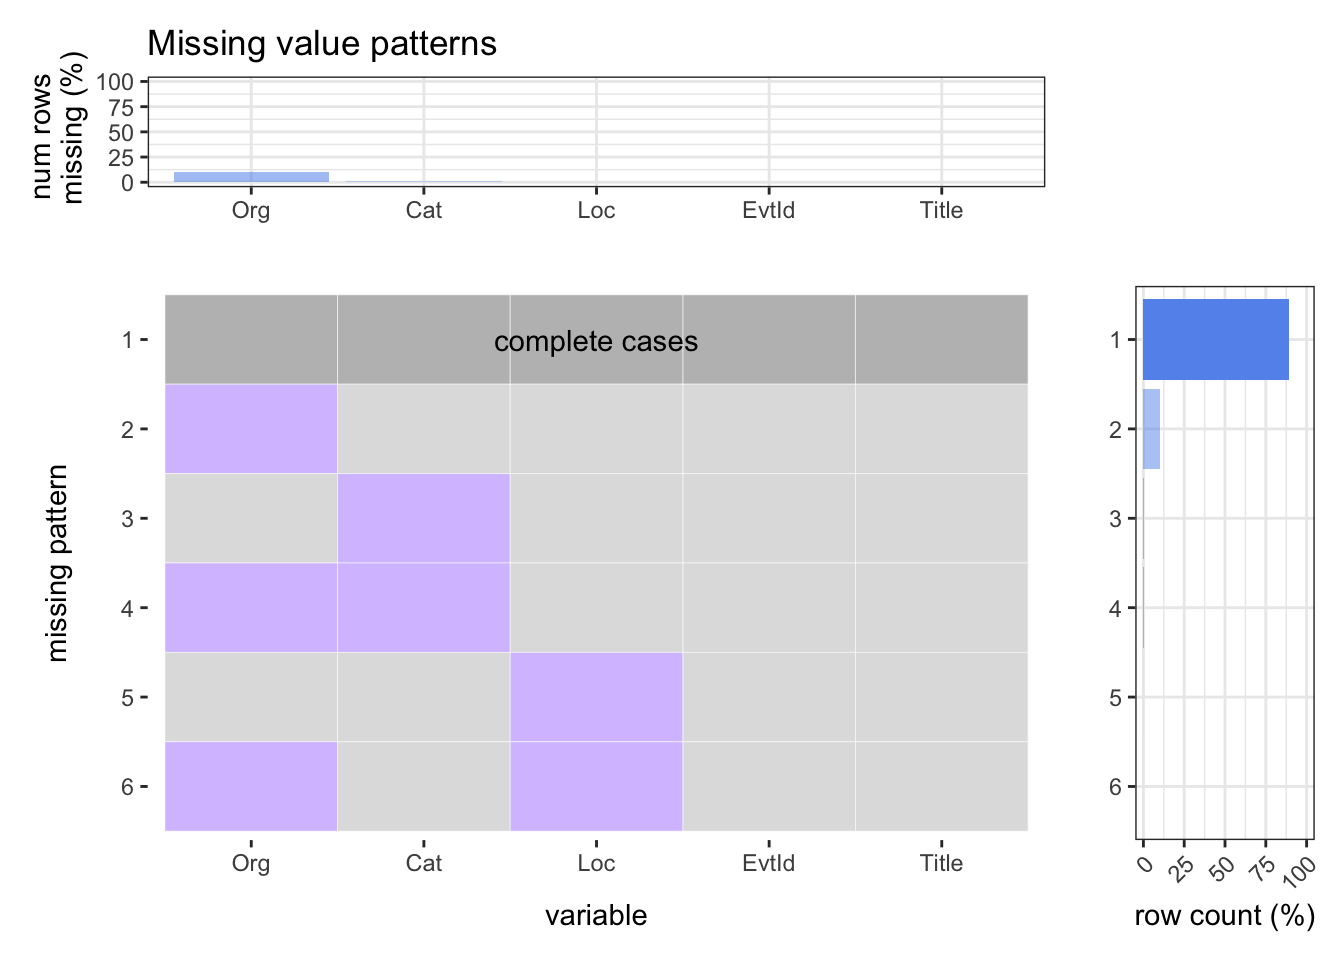 Missing value patterns
num rows
missing (%)
100
75
50
25
0
Org Cat Loc EvtId Title
missing pattern
1 complete cases 1
2 2
3 3
4 4
5 5
6 6
Org Cat Loc EvtId Title
0 25 50 75 100
variable
row count (%)